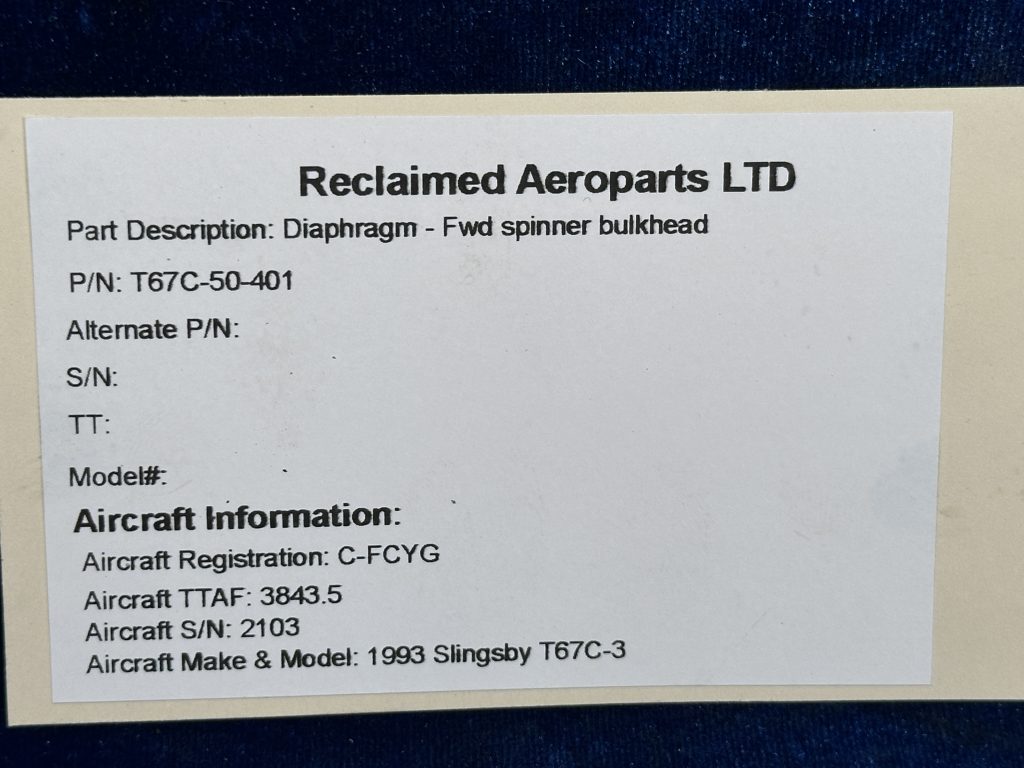 Reclaimed Aeroparts LTD
Part Description: Diaphragm - Fwd spinner bulkhead
P/N: T67C-50-401
Alternate P/N:
S/N:
TT:
Model#:
Aircraft Information:
Aircraft Registration: C-FCYG
Aircraft TTAF: 3843.5
Aircraft S/N: 2103
Aircraft Make & Model: 1993 Slingsby T67C-3